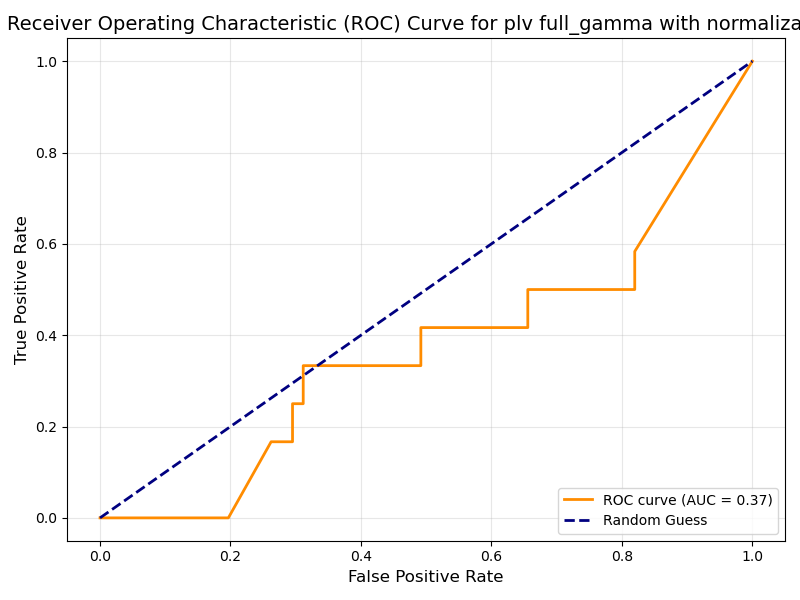 Receiver Operating Characteristic (ROC) Curve for plv full_gamma with normaliza
1.0
0.8
0.6
0.4
0.2
0.0
True Positive Rate
0.0 0.2 0.4 0.6 0.8 1.0
False Positive Rate
ROC curve (AUC = 0.37)
Random Guess